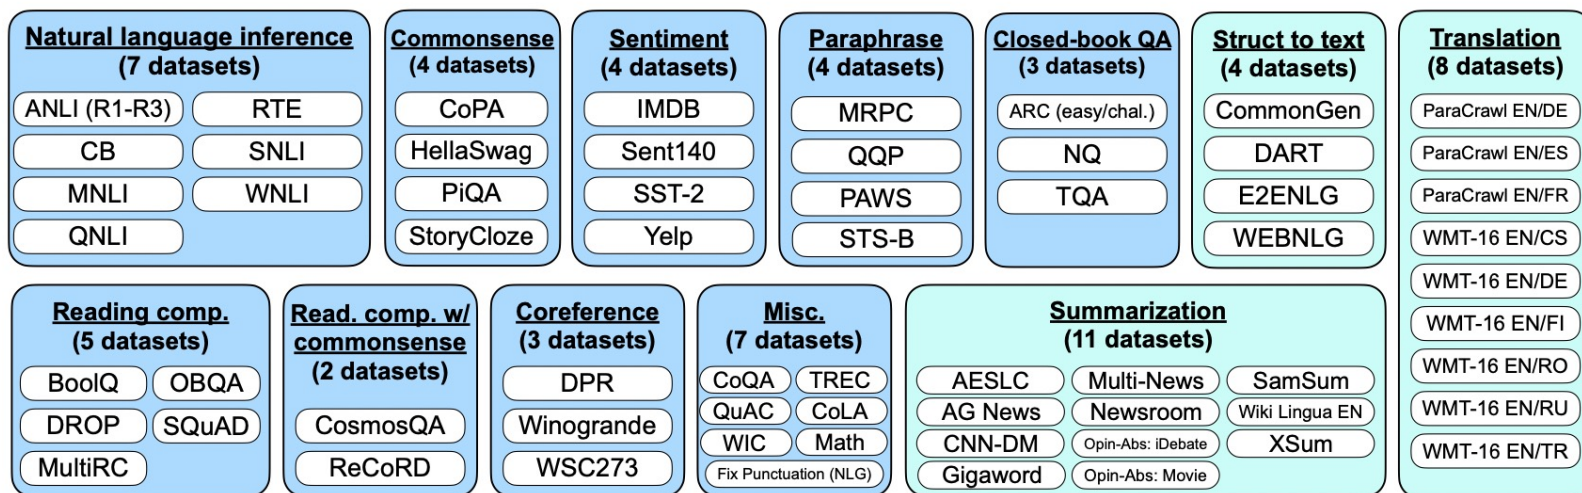 Natural language inference
(7 datasets)
ANLI (R1-R3)
RTE
CB
SNLI
MNLI
WNLI
QNLI
Commonsense
(4 datasets)
CoPA
HellaSwag
PiQA
StoryCloze
Sentiment
(4 datasets)
IMDB
Sent140
SST-2
Yelp
Paraphrase
(4 datasets)
MRPC
QQP
PAWS
STS-B
Closed-book QA
(3 datasets)
ARC (easy/chal.)
NQ
TQA
Struct to text
(4 datasets)
CommonGen
DART
E2ENLG
WEBNLG
Translation
(8 datasets)
ParaCrawl EN/DE
ParaCrawl EN/ES
ParaCrawl EN/FR
WMT-16 EN/CS
WMT-16 EN/DE
WMT-16 EN/FI
WMT-16 EN/RO
WMT-16 EN/RU
WMT-16 EN/TR
Reading comp.
(5 datasets)
BoolQ
OBQA
DROP
SQuAD
MultiRC
Read. comp. w/
commonsense
(2 datasets)
CosmosQA
ReCoRD
Coreference
(3 datasets)
DPR
Winogrande
WSC273
Misc.
(7 datasets)
CoQA
TREC
QuAC
CoLA
WIC
Math
Fix Punctuation (NLG)
Summarization
(11 datasets)
AESLC
Multi-News
SamSum
AG News
Newsroom
Wiki Lingua EN
CNN-DM
Opin-Abs: iDebate
XSum
Gigaword
Opin-Abs: Movie